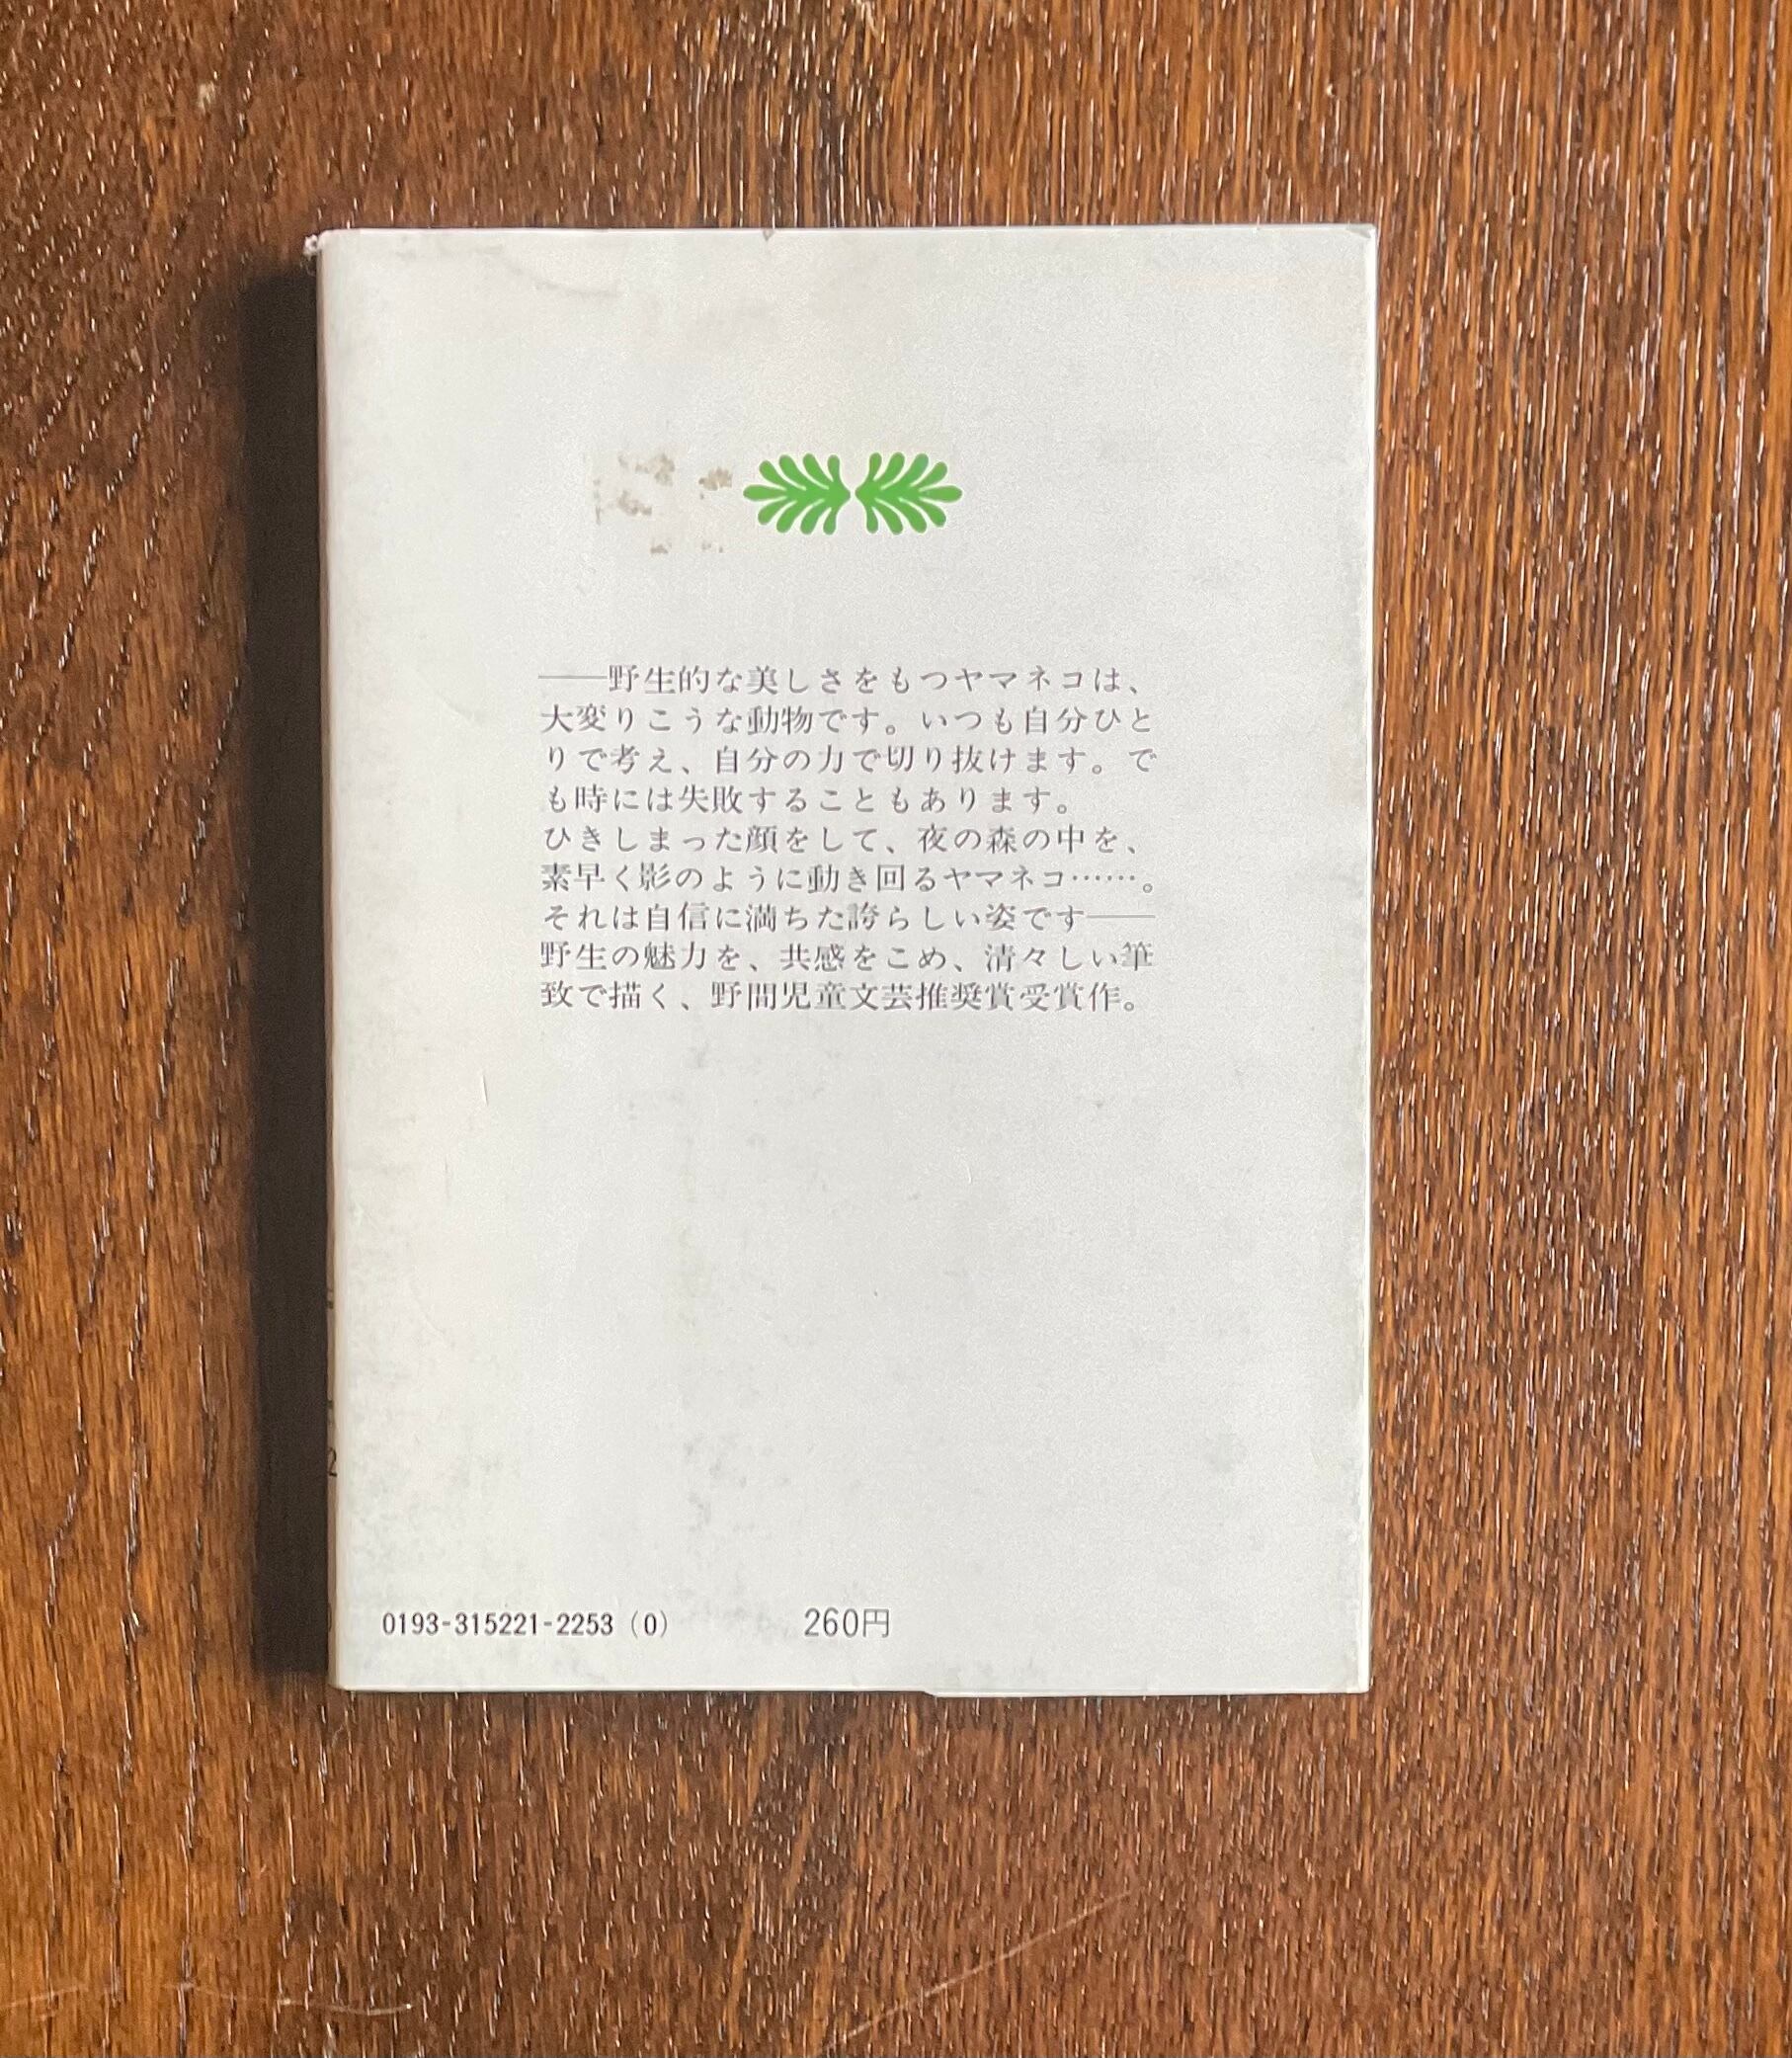 ――野生的な美しさをもつヤマネコは、
大変りこうな動物です。いつも自分ひと
りで考え、自分の力で切り抜けます。で
も時には失敗することもあります。
ひきしまった顔をして、夜の森の中を、
素早く影のように動き回るヤマネコ……。
それは自信に満ちた誇らしい姿です――
野生の魅力を、共感をこめ、清々しい筆
致で描く、野間児童文芸推奨賞受賞作。
0193-315221-2253（0）
260円